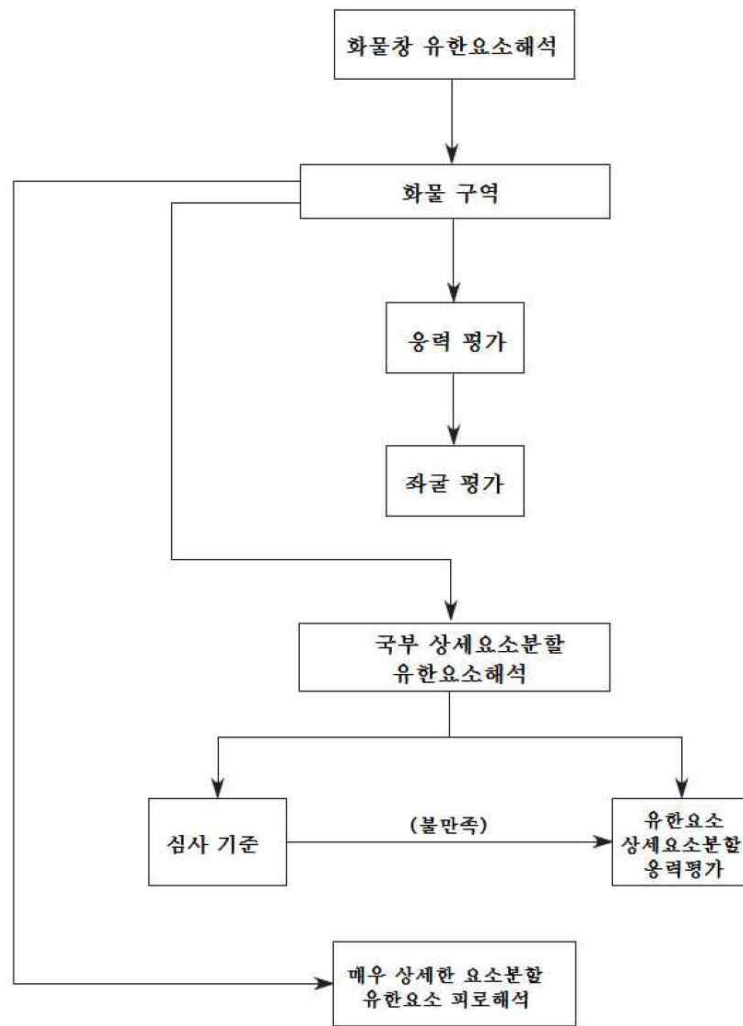 화물창 유한요소해석
화물 구역
응력 평가
좌굴 평가
국부 상세요소분할
유한요소해석
심사 기준
(불만족)
유한요소
상세요소분할
응력평가
매우 상세한 요소분할
유한요소 피로해석